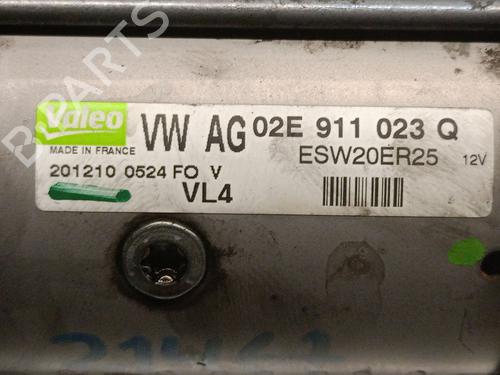 B-PARTS
Valeo
MADE IN FRANCE
VW AG 02E 911 023 Q
ESW20ER25 12V
201210 0524 FO V
VL4